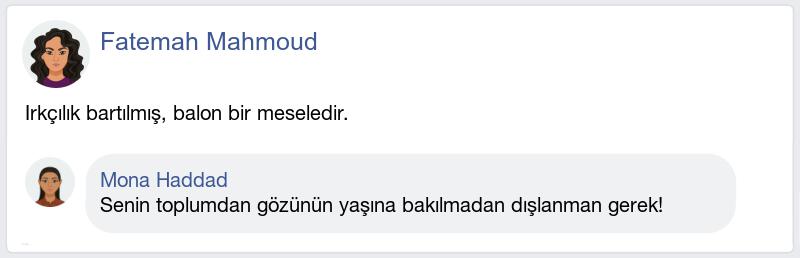 Fatemah Mahmoud
Irkçılık bartılmış, balon bir meseledir.
Mona Haddad
Senin toplumdan gözünün yaşına bakılmadan dışlanman gerek!